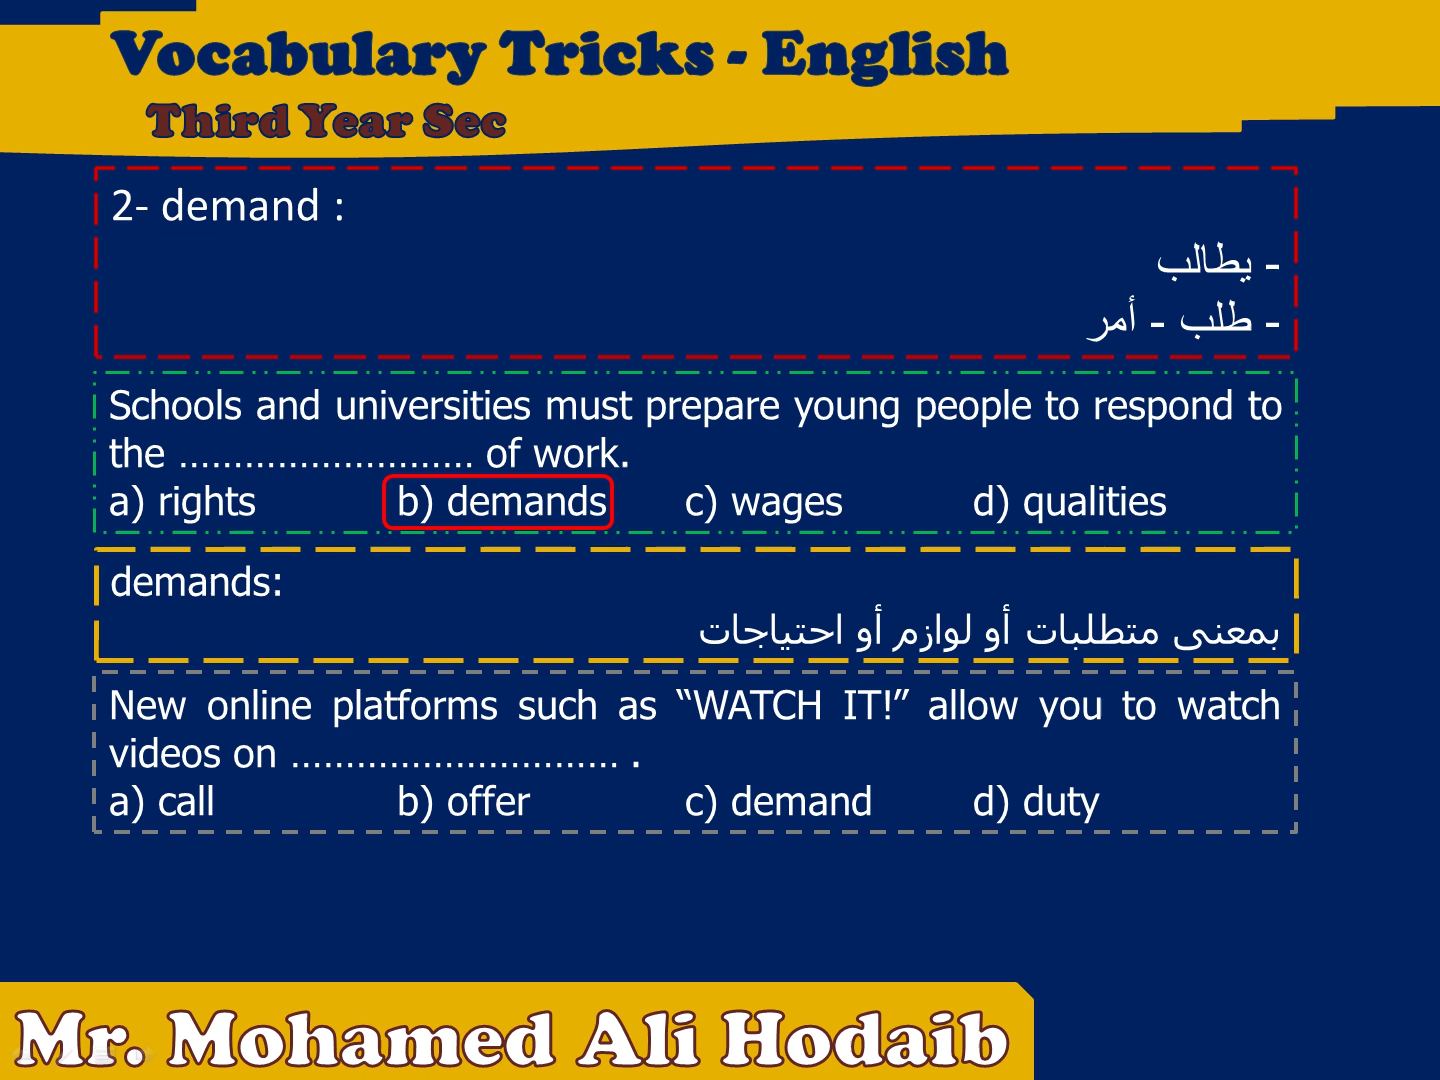 Vocabulary Tricks - English
Third Year Sec
2- demand :
- يطالب
- طلب - أمر
Schools and universities must prepare young people to respond to
the ……………………… of work.
a) rights b) demands c) wages d) qualities
demands:
بمعنى متطلبات أو لوازم أو احتياجات
New online platforms such as “WATCH IT!” allow you to watch
videos on ………………………… .
a) call b) offer c) demand d) duty
Mr. Mohamed Ali Hodaib